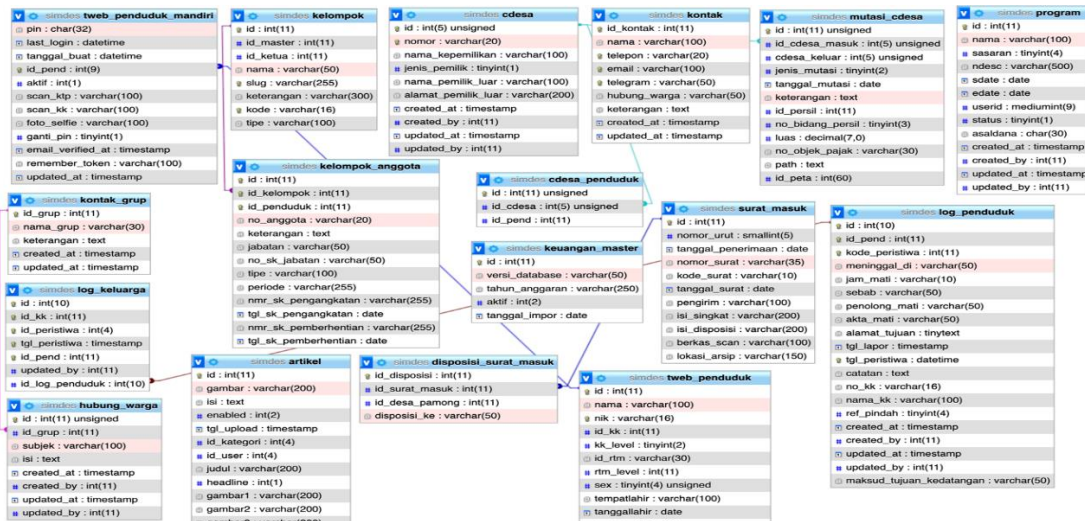 simdes tweb_penduduk_mandiri
pin : char(32)
last_login : datetime
tanggal_buat : datetime
id_pend : int(9)
aktif : int(1)
scan_ktp : varchar(100)
scan_kk : varchar(100)
foto_selfie : varchar(100)
ganti_pin : tinyint(1)
email_verified_at : timestamp
remember_token : varchar(100)
updated_at : timestamp
simdes kelompok
id : int(11)
id_master : int(11)
id_ketua : int(11)
nama : varchar(50)
slug : varchar(255)
keterangan : varchar(300)
kode : varchar(16)
tipe : varchar(100)
simdes cdesa
id : int(5) unsigned
nomor : varchar(20)
nama_kepemilikan : varchar(100)
jenis_pemilik : tinyint(1)
nama_pemilik_luar : varchar(100)
alamat_pemilik_luar : varchar(200)
created_at : timestamp
created_by : int(11)
updated_at : timestamp
updated_by : int(11)
simdes kontak
id_kontak : int(11)
nama : varchar(100)
telepon : varchar(20)
email : varchar(100)
telegram : varchar(50)
hubung_warga : varchar(50)
keterangan : text
created_at : timestamp
updated_at : timestamp
simdes mutasi_cdesa
id : int(11) unsigned
id_cdesa_masuk : int(5) unsigned
cdesa_keluar : int(5) unsigned
jenis_mutasi : tinyint(2)
tanggal_mutasi : date
keterangan : text
id_persil : int(11)
no_bidang_persil : tinyint(3)
luas : decimal(7,0)
no_objek_pajak : varchar(30)
path : text
id_peta : int(60)
simdes program
id : int(11)
nama : varchar(100)
sasaran : tinyint(4)
ndesc : varchar(500)
sdate : date
edate : date
userid : mediumint(9)
status : tinyint(1)
asaldana : char(30)
created_at : timestamp
created_by : int(11)
updated_at : timestamp
updated_by : int(11)
simdes kontak_grup
id_grup : int(11)
nama_grup : varchar(30)
keterangan : text
created_at : timestamp
updated_at : timestamp
simdes kelompok_anggota
id : int(11)
id_kelompok : int(11)
id_penduduk : int(11)
no_anggota : varchar(20)
keterangan : text
jabatan : varchar(50)
no_sk_jabatan : varchar(50)
tipe : varchar(100)
periode : varchar(255)
nmr_sk_pengangkatan : varchar(255)
tgl_sk_pengangkatan : date
nmr_sk_pemberhentian : varchar(255)
tgl_sk_pemberhentian : date
simdes cdesa_penduduk
id : int(11) unsigned
id_cdesa : int(5) unsigned
id_pend : int(11)
simdes keuangan_master
id : int(11)
versi_database : varchar(50)
tahun_anggaran : varchar(250)
aktif : int(2)
tanggal_impor : date
simdes surat_masuk
id : int(11)
nomor_urut : smallint(5)
tanggal_penerimaan : date
nomor_surat : varchar(35)
kode_surat : varchar(10)
tanggal_surat : date
pengirim : varchar(100)
isi_singkat : varchar(200)
isi_disposisi : varchar(200)
berkas_scan : varchar(100)
lokasi_arsip : varchar(150)
simdes log_penduduk
id : int(10)
id_pend : int(11)
kode_peristiwa : int(11)
meninggal_di : varchar(50)
jam_mati : varchar(10)
sebab : varchar(50)
penolong_mati : varchar(50)
akta_mati : varchar(50)
alamat_tujuan : tinytext
tgl_lapor : timestamp
tgl_peristiwa : datetime
catatan : text
no_kk : varchar(16)
nama_kk : varchar(100)
ref_pindah : tinyint(4)
created_at : timestamp
created_by : int(11)
updated_at : timestamp
updated_by : int(11)
maksud_tujuan_kedatangan : varchar(50)
simdes log_keluarga
id : int(10)
id_kk : int(11)
id_peristiwa : int(4)
tgl_peristiwa : timestamp
id_pend : int(11)
updated_by : int(11)
id_log_penduduk : int(10)
simdes hubung_warga
id : int(11) unsigned
id_grup : int(11)
subjek : varchar(100)
isi : text
created_at : timestamp
created_by : int(11)
updated_at : timestamp
updated_by : int(11)
simdes artikel
id : int(11)
gambar : varchar(200)
isi : text
enabled : int(2)
tgl_upload : timestamp
id_kategori : int(4)
id_user : int(4)
judul : varchar(200)
headline : int(1)
gambar1 : varchar(200)
gambar2 : varchar(200)
simdes disposisi_surat_masuk
id_disposisi : int(11)
id_surat_masuk : int(11)
id_desa_pamong : int(11)
disposisi_ke : varchar(50)
simdes tweb_penduduk
id : int(11)
nama : varchar(100)
nik : varchar(16)
id_kk : int(11)
kk_level : tinyint(2)
id_rtm : varchar(30)
rtm_level : int(11)
sex : tinyint(4) unsigned
tempatlahir : varchar(100)
tanggallahir : date